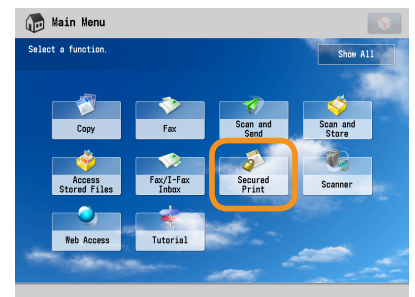 Main Menu
Select a function.
Show All
Copy
Fax
Scan and
Send
Scan and
Store
Access
Stored Files
Fax/I-Fax
Inbox
Secured
Print
Scanner
Web Access
Tutorial